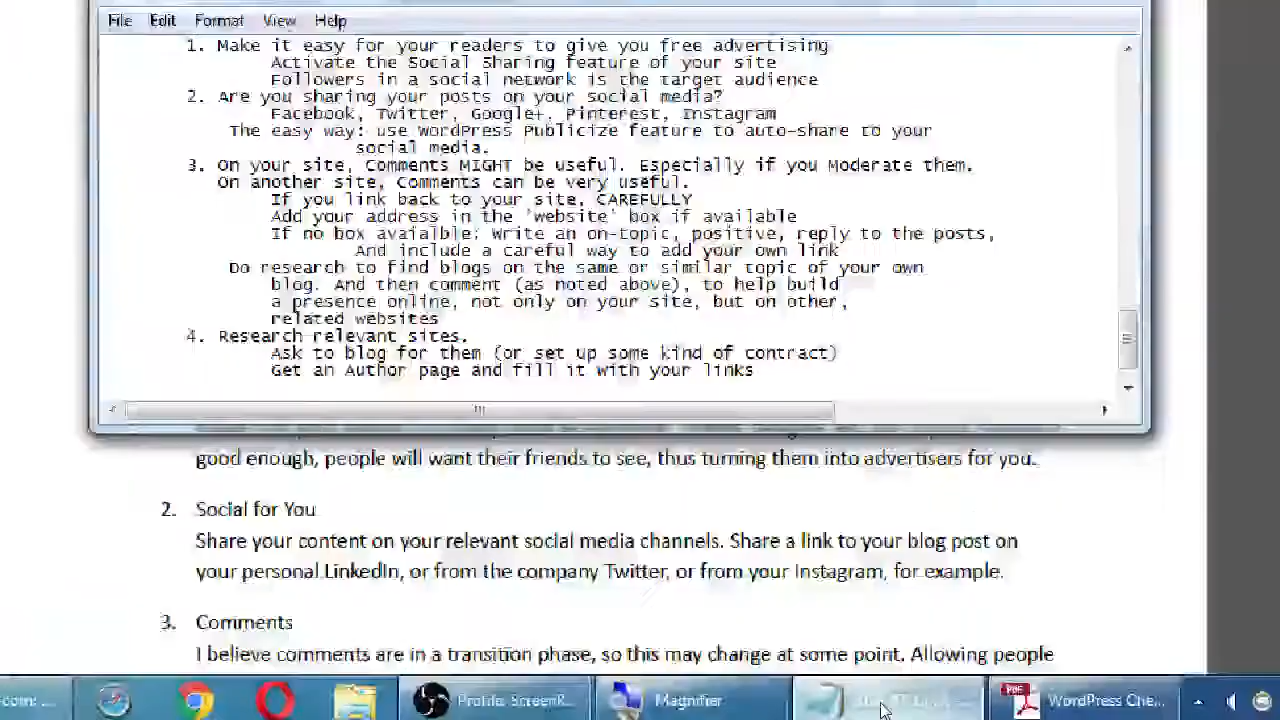 File Edit Format View Help
1. Make it easy for your readers to give you free advertising
Activate the Social Sharing feature of your site
Followers in a social network is the target audience
2. Are you sharing your posts on your social media?
Facebook, Twitter, Google+, Pinterest, Instagram
The easy way: use WordPress Publicize feature to auto-share to your
social media.
3. On your site, Comments MIGHT be useful. Especially if you Moderate them.
On another site, Comments can be very useful.
If you link back to your site, CAREFULLY
Add your address in the 'website' box if available
If no box avaialble: Write an on-topic, positive, reply to the posts,
And include a careful way to add your own link
Do research to find blogs on the same or similar topic of your own
blog. And then comment (as noted above), to help build
a presence online, not only on your site, but on other,
related websites
4. Research relevant sites.
Ask to blog for them (or set up some kind of contract)
Get an Author page and fill it with your links
good enough, people will want their friends to see, thus turning them into advertisers for you.
2. Social for You
Share your content on your relevant social media channels. Share a link to your blog post on
your personal LinkedIn, or from the company Twitter, or from your Instagram, for example.
3. Comments
I believe comments are in a transition phase, so this may change at some point. Allowing people
com: ... Profile: ScreenR... Magnifier PDF WordPress Che...